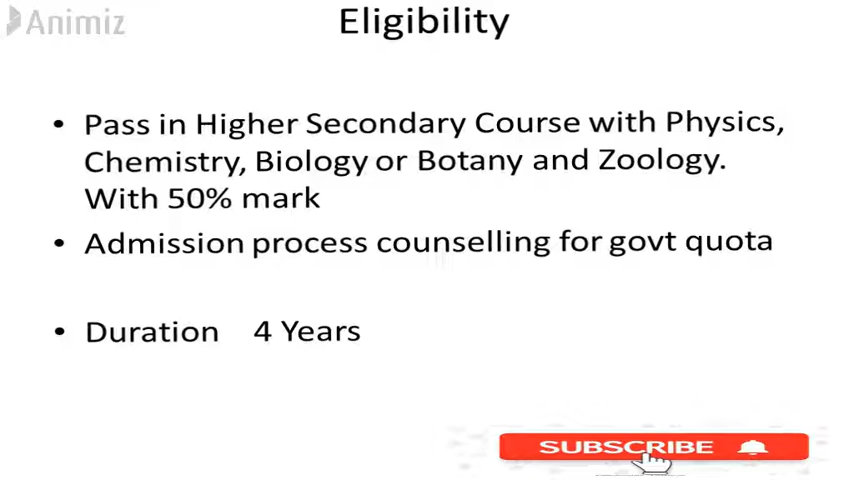 Animiz
Eligibility
• Pass in Higher Secondary Course with Physics,
Chemistry, Biology or Botany and Zoology.
With 50% mark
• Admission process counselling for govt quota
• Duration 4 Years
SUBSCRIBE